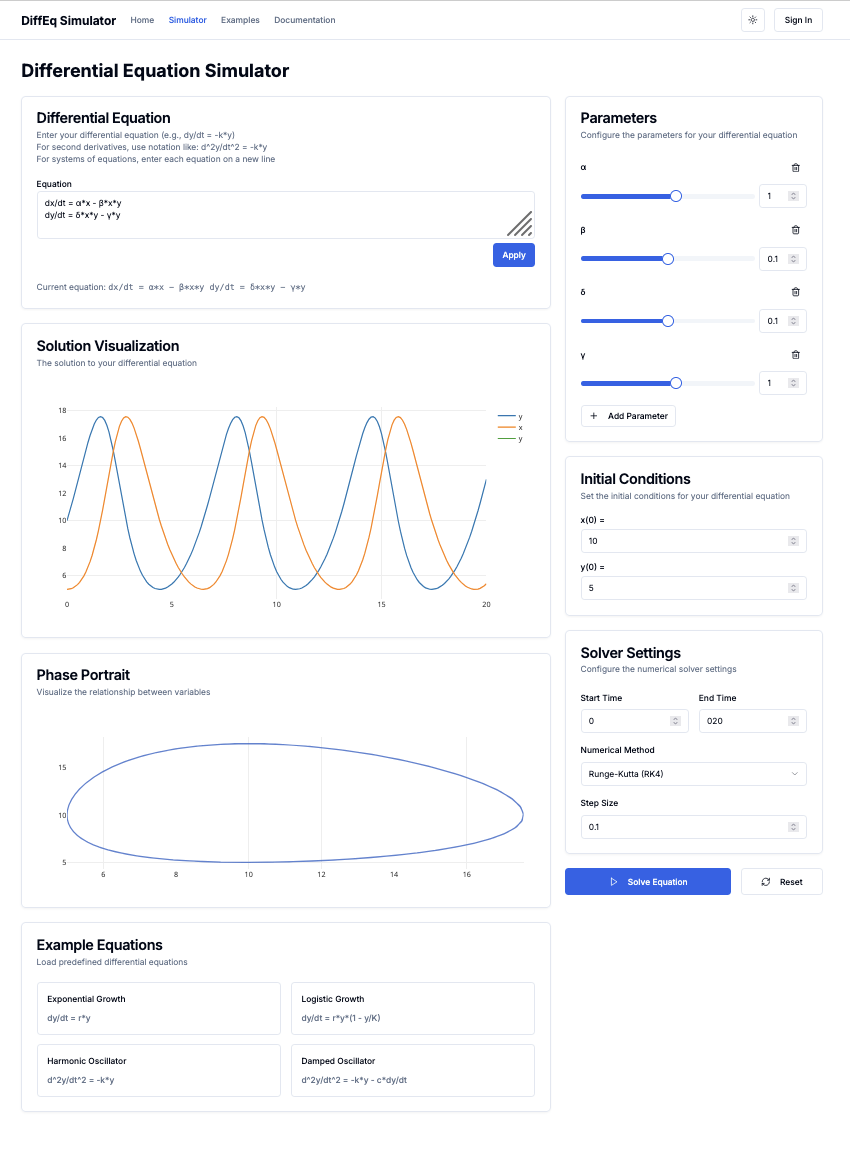 DiffEq Simulator Home Simulator Examples Documentation Sign In
Differential Equation Simulator
Differential Equation
Enter your differential equation (e.g., dy/dt = -k*y)
For second derivatives, use notation like: d^2y/dt^2 = -k*y
For systems of equations, enter each equation on a new line
Equation
dx/dt = α*x - β*x*y
dy/dt = δ*x*y - γ*y
Apply
Current equation: dx/dt = α*x − β*x*y dy/dt = δ*x*y − γ*y
Solution Visualization
The solution to your differential equation
18
16
14
12
10
8
6
0 5 10 15 20
y
x
y
Phase Portrait
Visualize the relationship between variables
15
10
5
6 8 10 12 14 16
Example Equations
Load predefined differential equations
Exponential Growth
dy/dt = r*y
Logistic Growth
dy/dt = r*y*(1 - y/K)
Harmonic Oscillator
d^2y/dt^2 = -k*y
Damped Oscillator
d^2y/dt^2 = -k*y - c*dy/dt
Parameters
Configure the parameters for your differential equation
α
1
β
0.1
δ
0.1
γ
1
Add Parameter
Initial Conditions
Set the initial conditions for your differential equation
x(0) =
10
y(0) =
5
Solver Settings
Configure the numerical solver settings
Start Time End Time
0 020
Numerical Method
Runge-Kutta (RK4)
Step Size
0.1
Solve Equation Reset